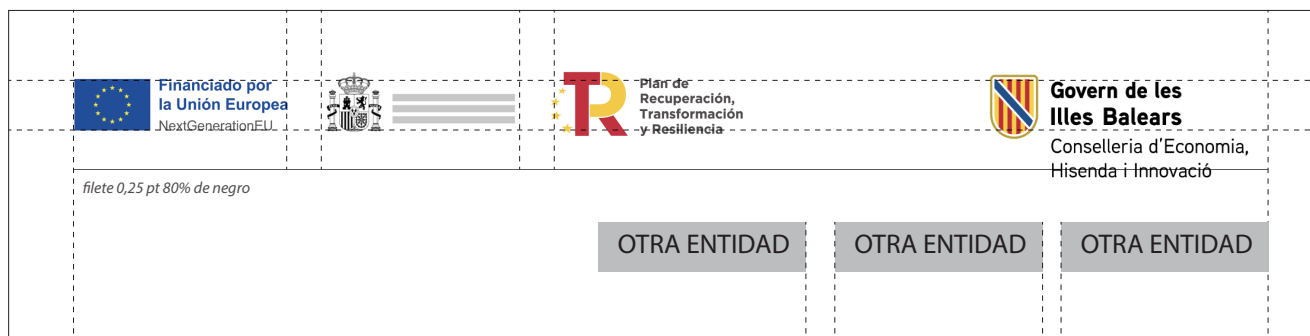 Financiado por
la Unión Europea
NextGenerationEU
Plan de
Recuperación,
Transformación
y Resiliencia
Govern de les
Illes Balears
Conselleria d'Economia,
Hisenda i Innovació
filete 0,25 pt 80% de negro
OTRA ENTIDAD
OTRA ENTIDAD
OTRA ENTIDAD